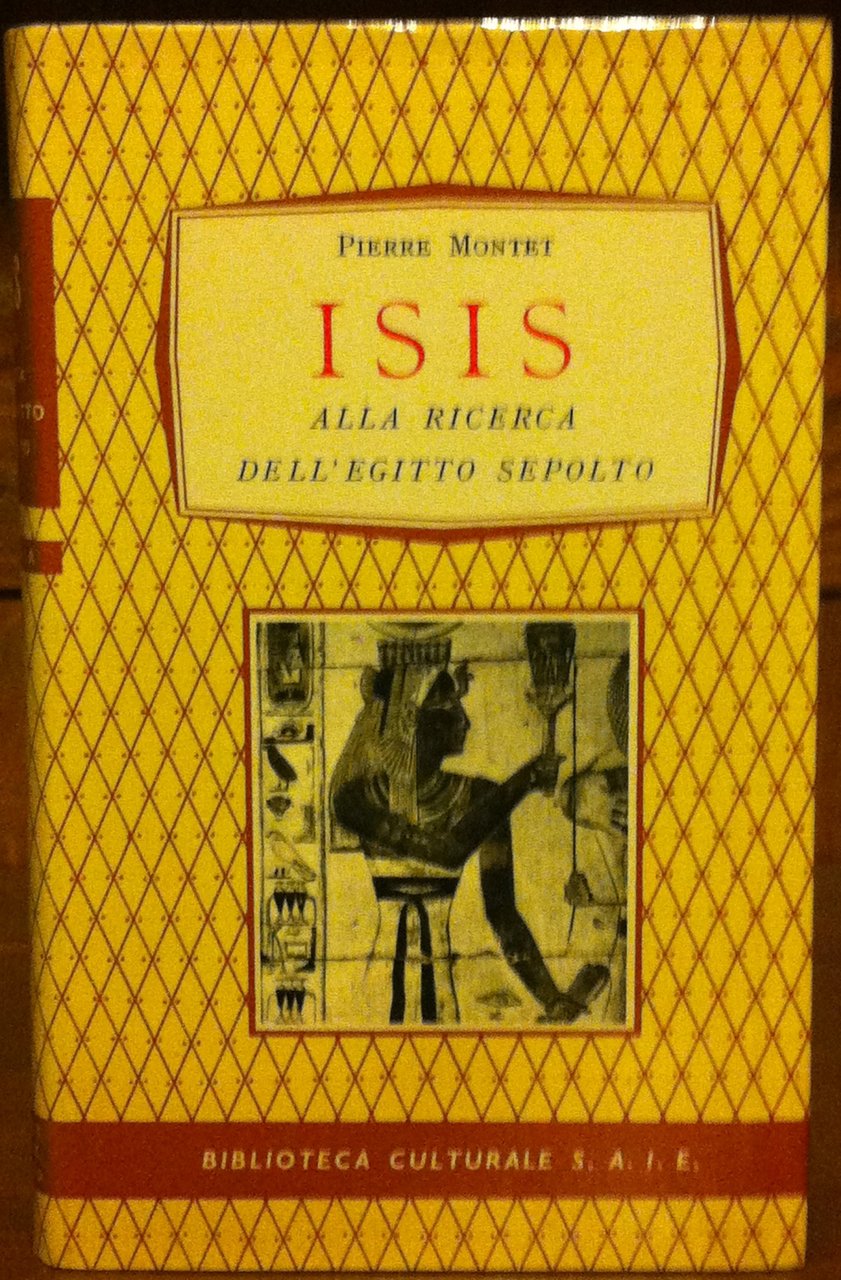 PIERRE MONTET
ISIS
ALLA RICERCA
DELL'EGITTO SEPOLTO
BIBLIOTECA CULTURALE S. A. I. E.